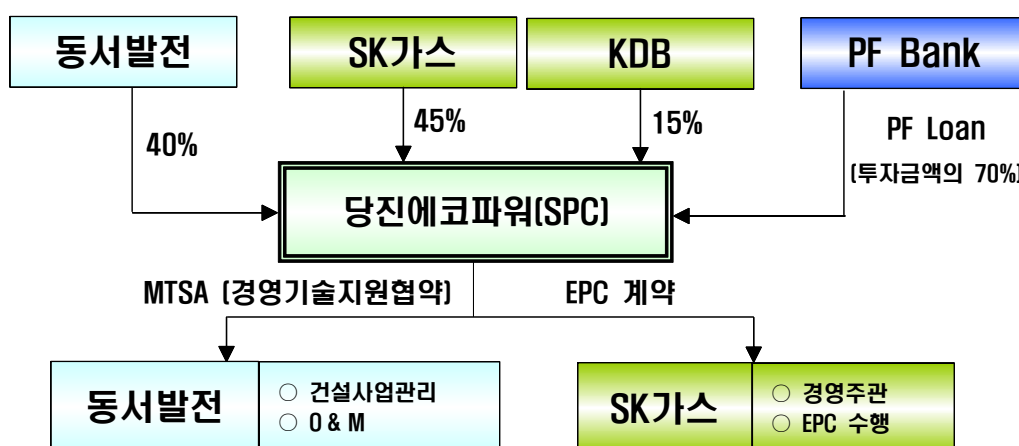 동서발전
SK가스
KDB
PF Bank
40%
45%
15%
PF Loan
(투자금액의 70%)
당진에코파워(SPC)
MTSA (경영기술지원협약)
EPC 계약
동서발전
○ 건설사업관리
○ O & M
SK가스
○ 경영주관
○ EPC 수행